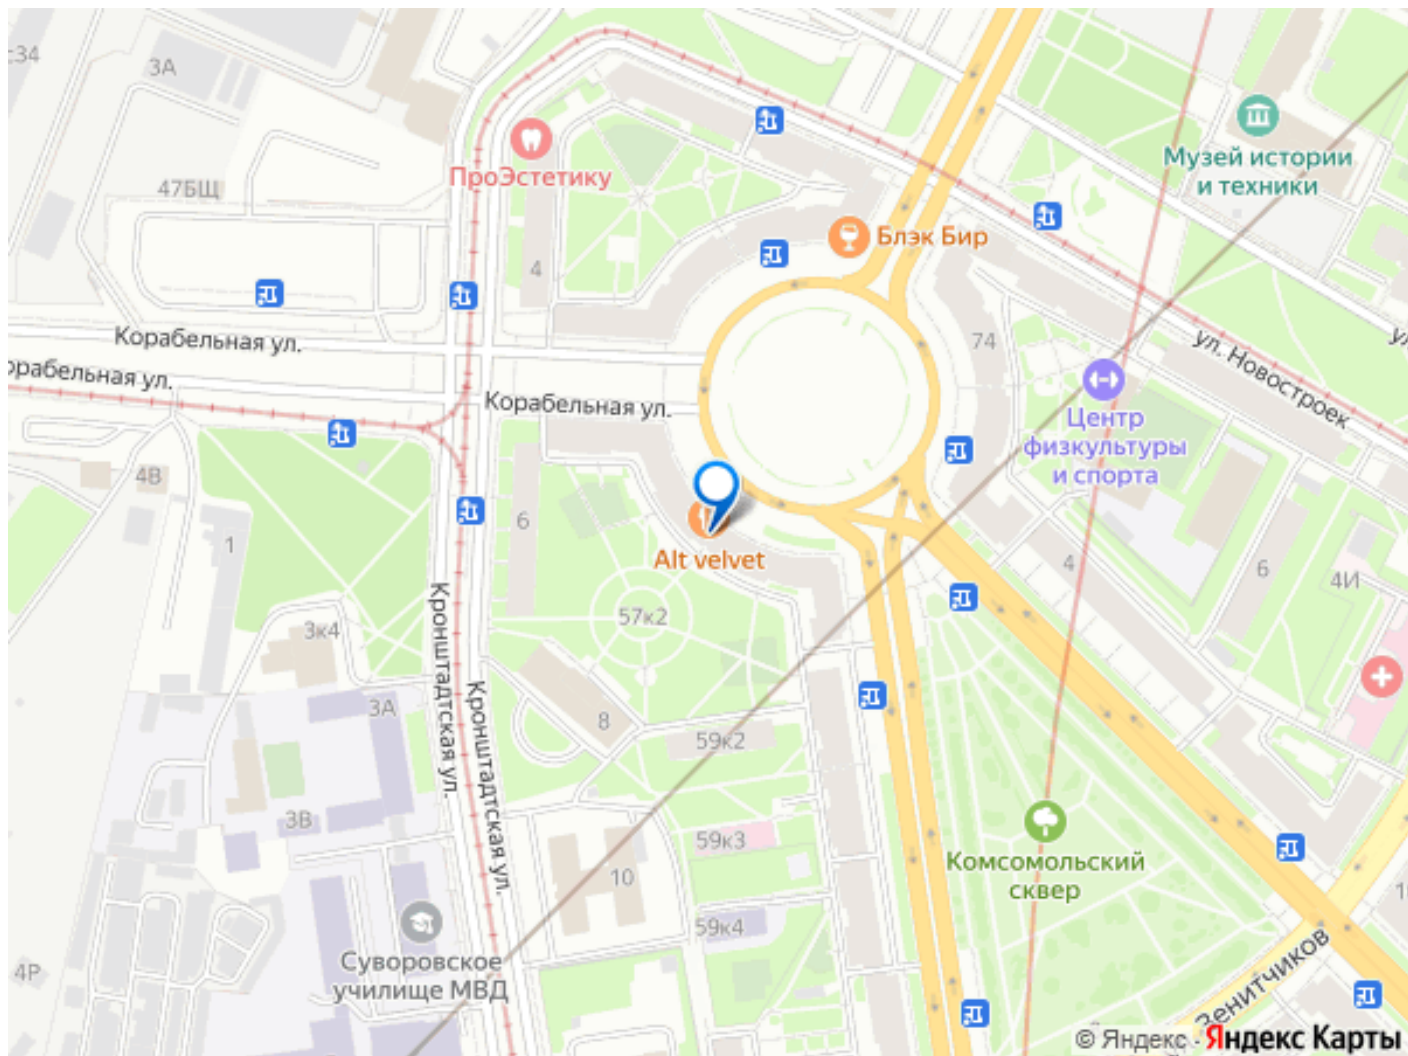 с34
3А
ПроЭстетику
47БЩ
Музей истории
и техники
Блэк Бир
4
Корабельная ул.
74
ул. Новостроек
орабельная ул.
Корабельная ул.
Центр
физкультуры
и спорта
4В
6
1
Alt velvet
4
6
4И
57к2
Кронштадтская ул.
3к4
3А
8
Кронштадтская ул.
59к2
3В
59к3
Комсомольский
сквер
10
59к4
Суворовское
училище МВД
4Р
Зенитчиков
© Яндекс - Яндекс Карты